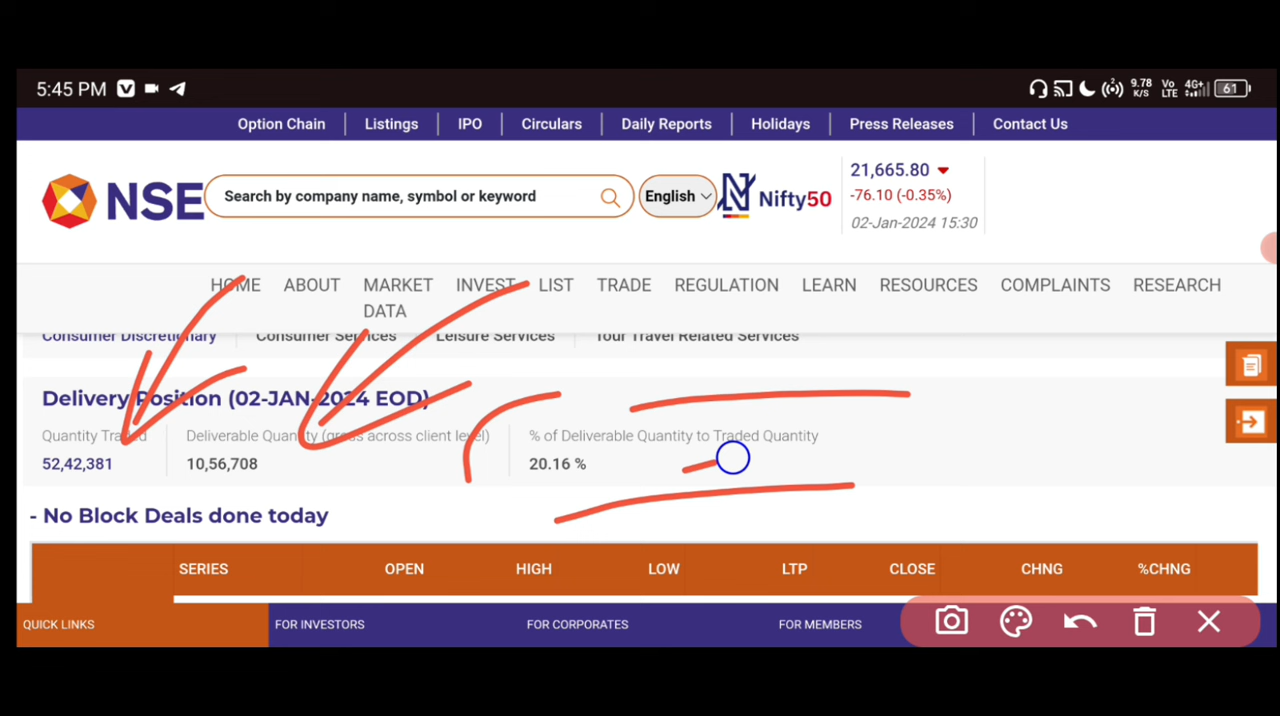 5:45 PM 9.78 K/S Vo LTE 4G+ 61
Option Chain Listings IPO Circulars Daily Reports Holidays Press Releases Contact Us
NSE Search by company name, symbol or keyword English Nifty50 21,665.80
-76.10 (-0.35%)
02-Jan-2024 15:30
HOME ABOUT MARKET DATA INVEST LIST TRADE REGULATION LEARN RESOURCES COMPLAINTS RESEARCH
Consumer Discretionary Consumer Services Leisure Services Tour Travel Related Services
Delivery Position (02-JAN-2024 EOD)
Quantity Traded Deliverable Quantity (gross across client level) % of Deliverable Quantity to Traded Quantity
52,42,381 10,56,708 20.16 %
- No Block Deals done today
SERIES OPEN HIGH LOW LTP CLOSE CHNG %CHNG
QUICK LINKS FOR INVESTORS FOR CORPORATES FOR MEMBERS